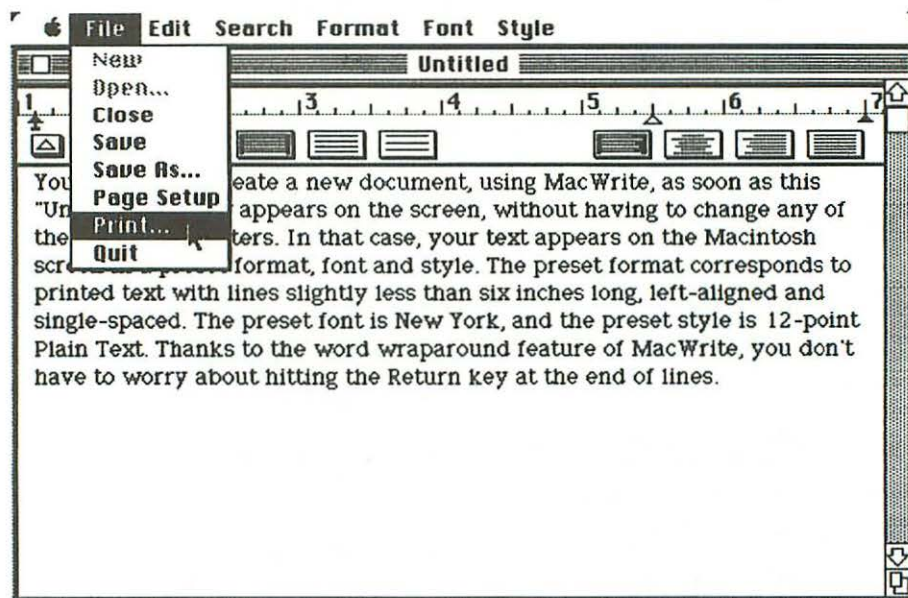 File Edit Search Format Font Style
Untitled
New
Open...
Close
Save
Save As...
Page Setup
Print...
Quit
1 3 4 5 6 7
You eate a new document, using MacWrite, as soon as this
"Un appears on the screen, without having to change any of
the ters. In that case, your text appears on the Macintosh
scr format, font and style. The preset format corresponds to
printed text with lines slightly less than six inches long, left-aligned and
single-spaced. The preset font is New York, and the preset style is 12-point
Plain Text. Thanks to the word wraparound feature of MacWrite, you don't
have to worry about hitting the Return key at the end of lines.